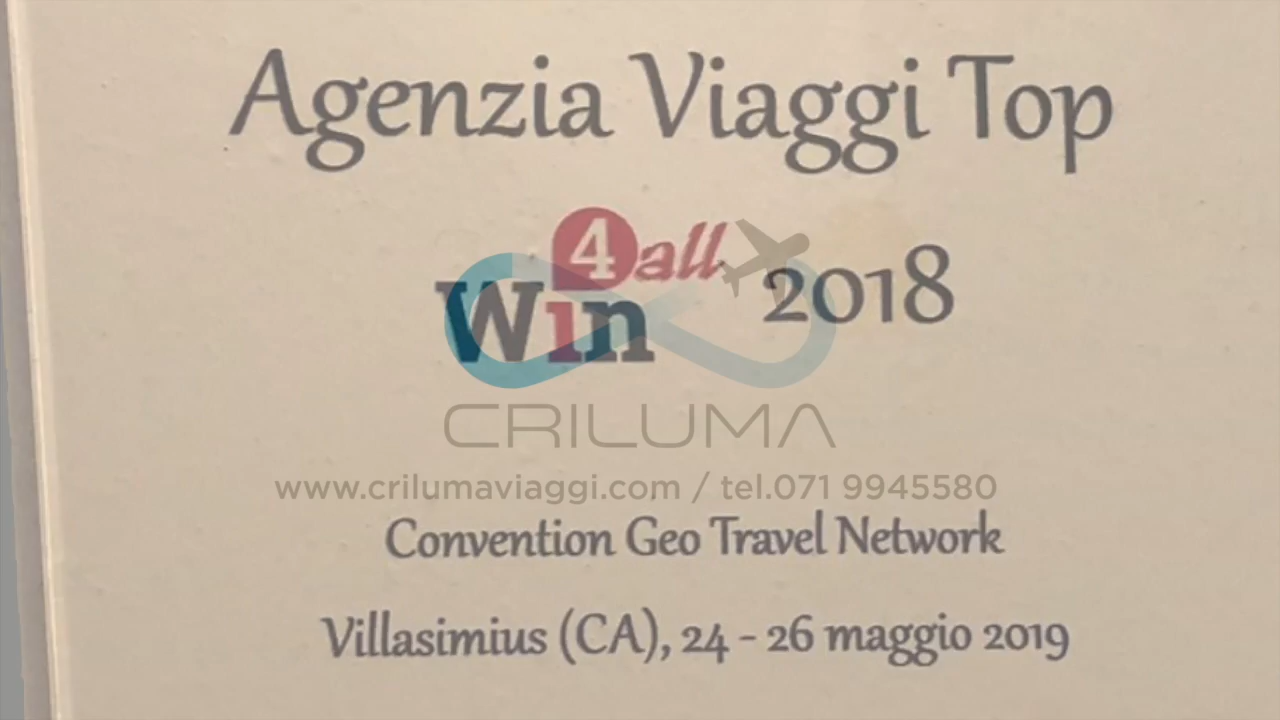 Agenzia Viaggi Top
4all
Win
2018
CRILUMA
www.crilumaviaggi.com / tel.071 9945580
Convention Geo Travel Network
Villasimius (CA), 24 - 26 maggio 2019